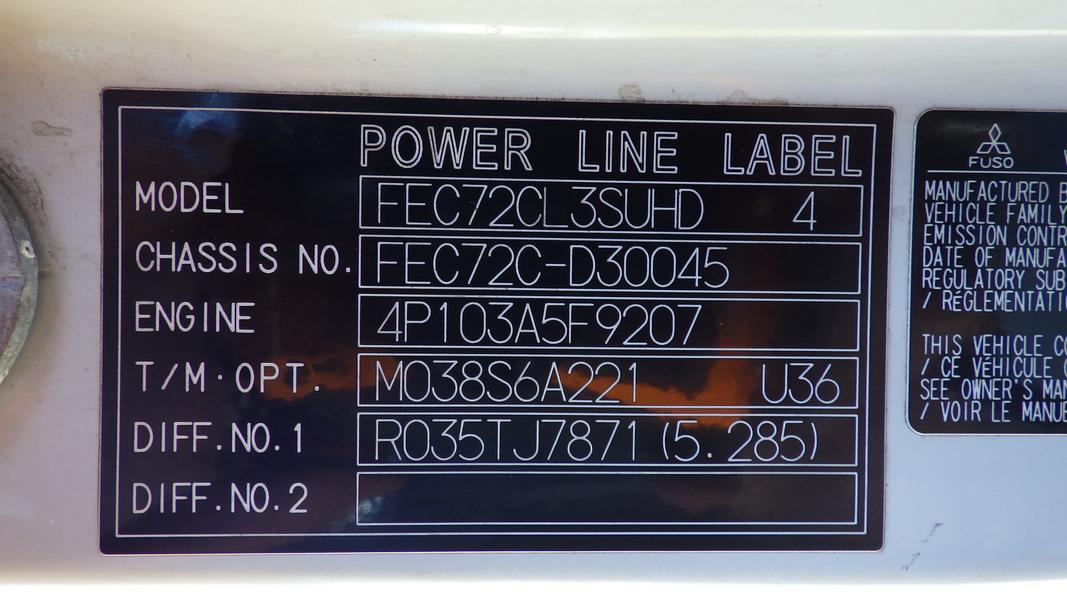 POWER LINE LABEL
MODEL FEC72CL3SUHD 4
CHASSIS NO. FEC72C-D30045
ENGINE 4P103A5F9207
T/M·OPT. M038S6A221 U36
DIFF.NO.1 R035TJ7871 (5.285)
DIFF.NO.2
FUSO
MANUFACTURED
VEHICLE FAMILY
EMISSION
DATE OF
REGULATORY
/
THIS VEHICLE
/ CE VÉHICULE
SEE OWNER'S
/ VOIR LE